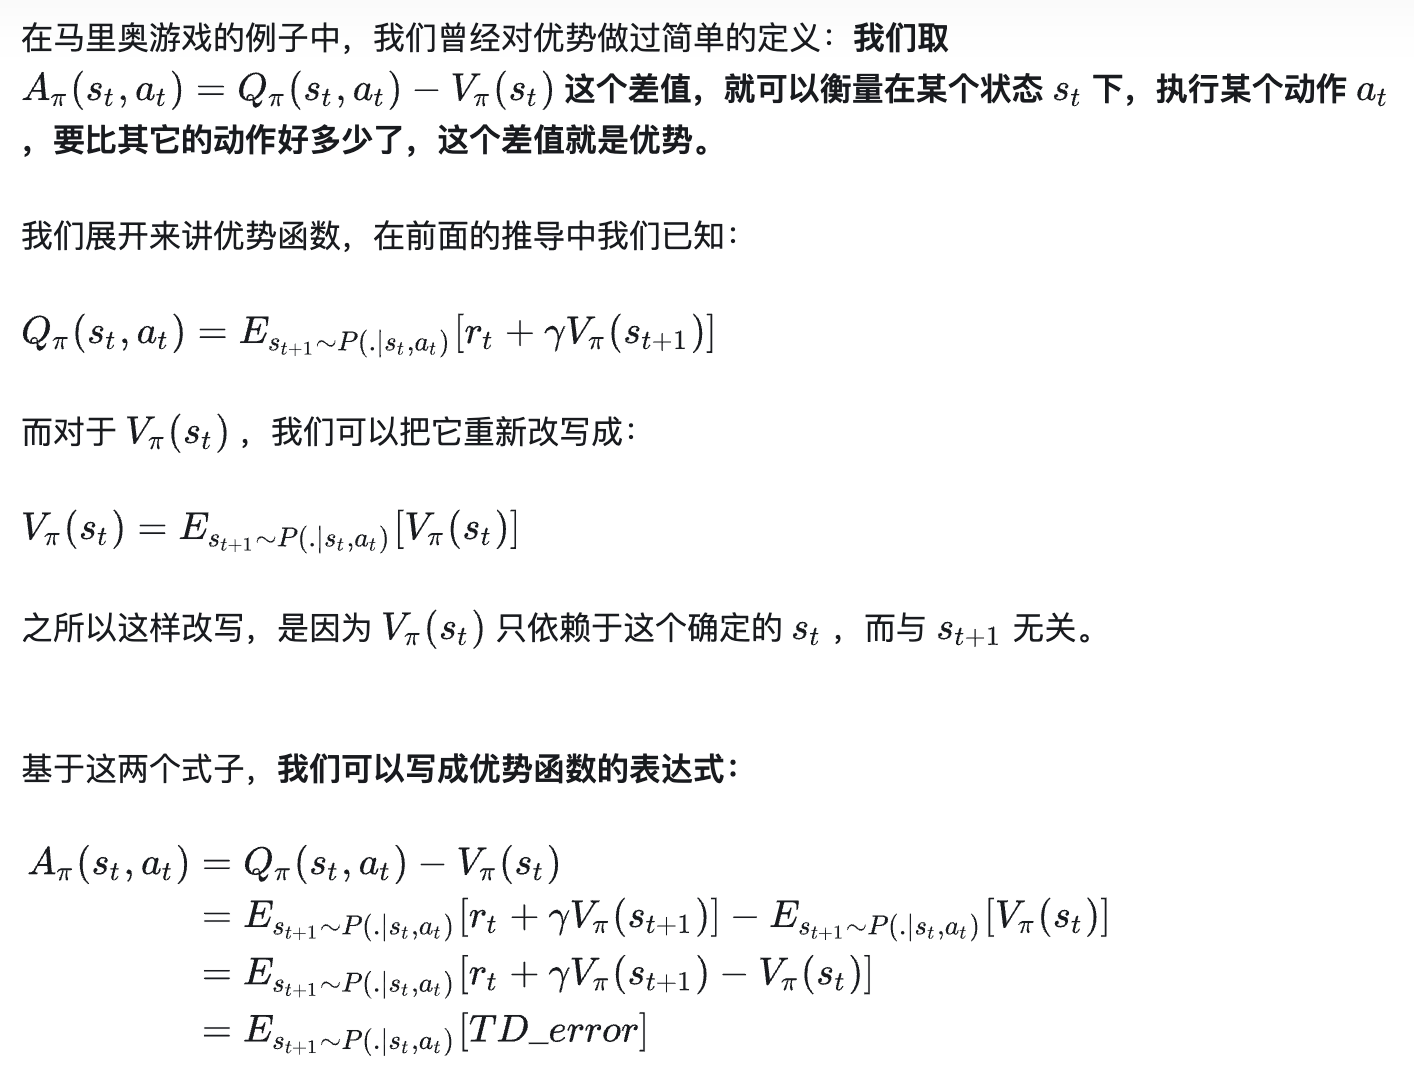 在马里奥游戏的例子中，我们曾经对优势做过简单的定义：我们取
$A_\pi(s_t, a_t) = Q_\pi(s_t, a_t) - V_\pi(s_t)$ 这个差值，就可以衡量在某个状态 $s_t$ 下，执行某个动作 $a_t$
，要比其它的动作好多少了，这个差值就是优势。
我们展开来讲优势函数，在前面的推导中我们已知：
$Q_\pi(s_t, a_t) = E_{s_{t+1} \sim P(.|s_t, a_t)}[r_t + \gamma V_\pi(s_{t+1})]$
而对于 $V_\pi(s_t)$ ，我们可以把它重新改写成：
$V_\pi(s_t) = E_{s_{t+1} \sim P(.|s_t, a_t)}[V_\pi(s_t)]$
之所以这样改写，是因为 $V_\pi(s_t)$ 只依赖于这个确定的 $s_t$ ，而与 $s_{t+1}$ 无关。
基于这两个式子，我们可以写成优势函数的表达式：
$A_\pi(s_t, a_t) = Q_\pi(s_t, a_t) - V_\pi(s_t)$
$= E_{s_{t+1} \sim P(.|s_t, a_t)}[r_t + \gamma V_\pi(s_{t+1})] - E_{s_{t+1} \sim P(.|s_t, a_t)}[V_\pi(s_t)]$
$= E_{s_{t+1} \sim P(.|s_t, a_t)}[r_t + \gamma V_\pi(s_{t+1}) - V_\pi(s_t)]$
$= E_{s_{t+1} \sim P(.|s_t, a_t)}[TD\_error]$